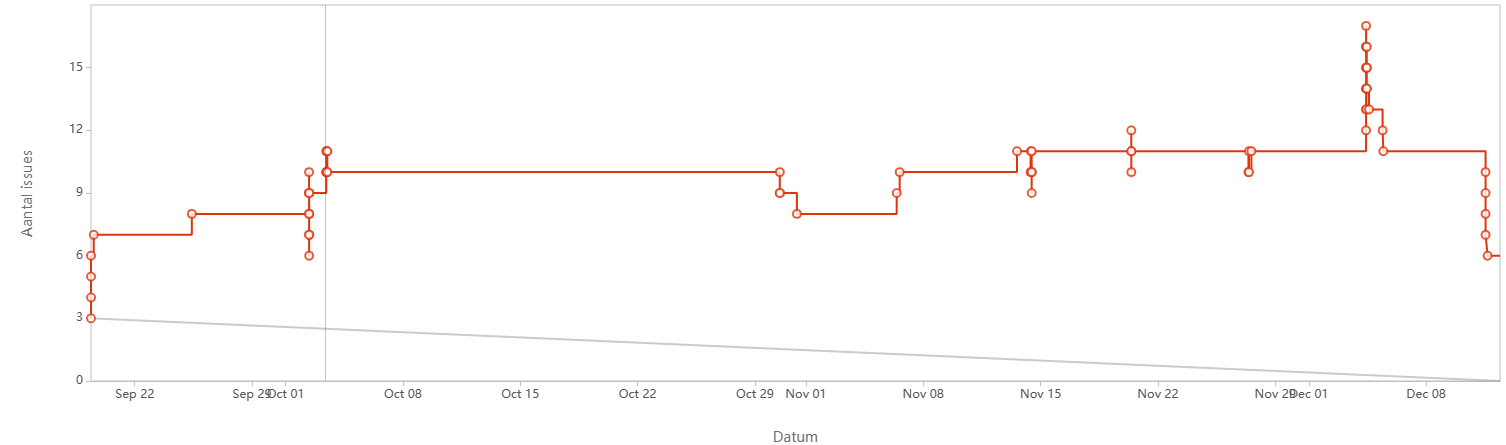 15
12
9
6
3
0
Aantal issues
Sep 22
Sep 29
Oct 01
Oct 08
Oct 15
Oct 22
Oct 29
Nov 01
Nov 08
Nov 15
Nov 22
Nov 29
Dec 01
Dec 08
Datum